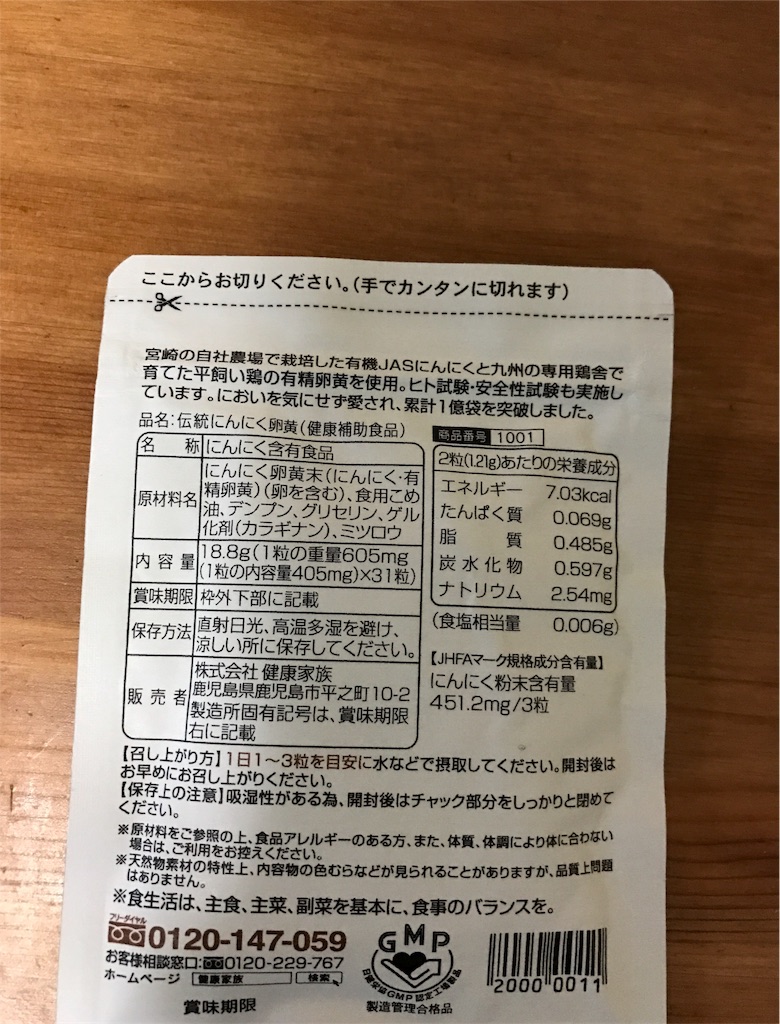 ここからお切りください。(手でカンタンに切れます)
宮崎の自社農場で栽培した有機JASにんにくと九州の専用鶏舎で
育てた平飼い鶏の有精卵黄を使用。ヒト試験・安全性試験も実施し
ています。においを気にせず愛され、累計1億袋を突破しました。
品名:伝統にんにく卵黄(健康補助食品)
名 称 にんにく含有食品
原材料名 にんにく卵黄末(にんにく・有
精卵黄)(卵を含む)、食用こめ
油、デンプン、グリセリン、ゲル
化剤(カラギナン)、ミツロウ
内 容 量 18.8g(1粒の重量605mg
(1粒の内容量405mg)×31粒)
賞味期限 枠外下部に記載
保存方法 直射日光、高温多湿を避け、
涼しい所に保存してください。
販 売 者 株式会社 健康家族
鹿児島県鹿児島市平之町10-2
製造所固有記号は、賞味期限
右に記載
商品番号 1001
2粒(1.21g)あたりの栄養成分
エネルギー 7.03kcal
たんぱく質 0.069g
脂 質 0.485g
炭水化物 0.597g
ナトリウム 2.54mg
(食塩相当量 0.006g)
【JHFAマーク規格成分含有量】
にんにく粉末含有量
451.2mg/3粒
【召し上がり方】1日1~3粒を目安に水などで摂取してください。開封後は
お早めにお召し上がりください。
【保存上の注意】吸湿性がある為、開封後はチャック部分をしっかりと閉めて
ください。
※原材料をご参照の上、食品アレルギーのある方、また、体質、体調により体に合わない
場合は、ご利用をお控えください。
※天然物素材の特性上、内容物の色むらなどが見られることがありますが、品質上問題
はありません。
※食生活は、主食、主菜、副菜を基本に、食事のバランスを。
フリーダイヤル
0120-147-059
お客様相談窓口:0120-229-767
ホームページ 健康家族 検索
賞味期限
GMP
日健栄協GMP認定工場製品
製造管理合格品
2000 0011